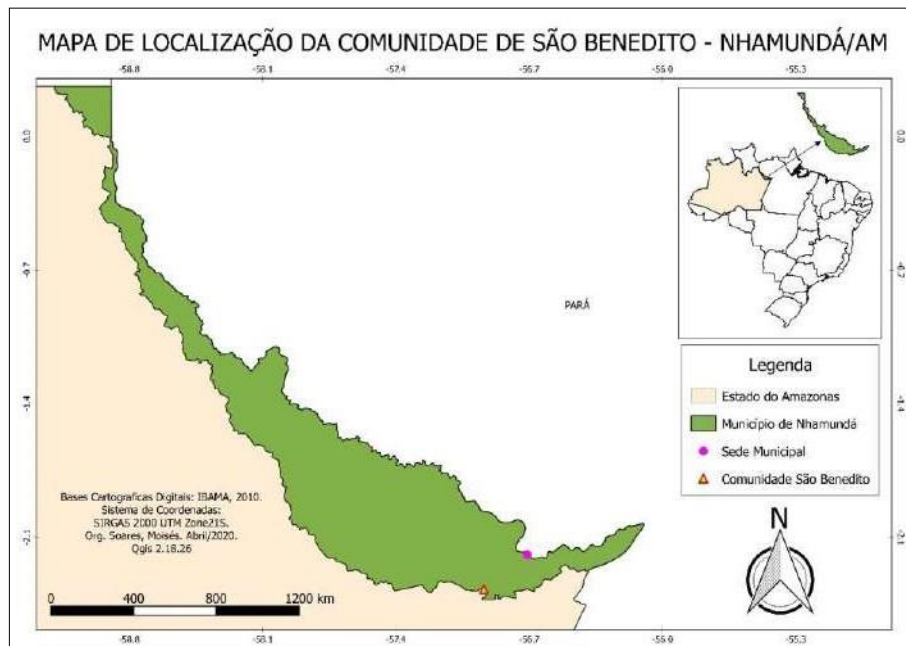 MAPA DE LOCALIZAÇÃO DA COMUNIDADE DE SÃO BENEDITO - NHAMUNDÁ/AM
-58.8 -58.1 -57.4 -56.7 -56.0 -55.3
0.0 0.0
-0.7 -0.7
PARÁ
Legenda
-1.4 -1.4
Estado do Amazonas
Município de Nhamundá
Sede Municipal
Comunidade São Benedito
Bases Cartograficas Digitais: IBAMA, 2010.
Sistema de Coordenadas:
SIRGAS 2000 UTM Zone21S.
Org. Soares, Moisés. Abril/2020.
Qgis 2.18.26
N
-2.1 -2.1
0 400 800 1200 km
-58.8 -58.1 -57.4 -56.7 -56.0 -55.3